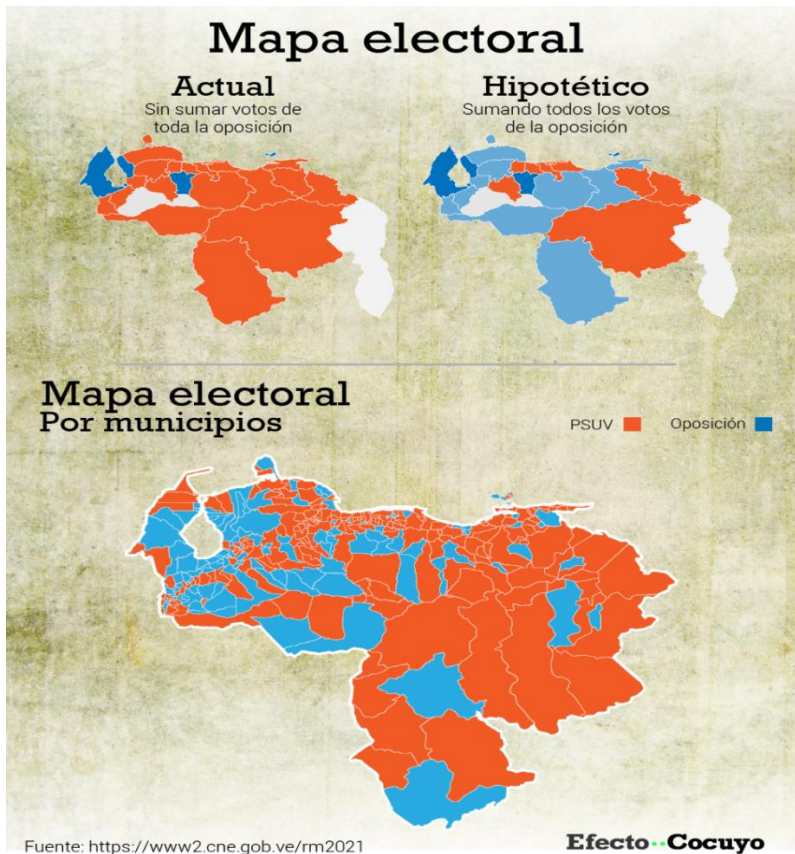 Mapa electoral
Actual
Sin sumar votos de
toda la oposición
Hipotético
Sumando todos los votos
de la oposición
Mapa electoral
Por municipios
PSUV
Oposición
Fuente: https://www2.cne.gob.ve/rm2021
Efecto··Cocuyo